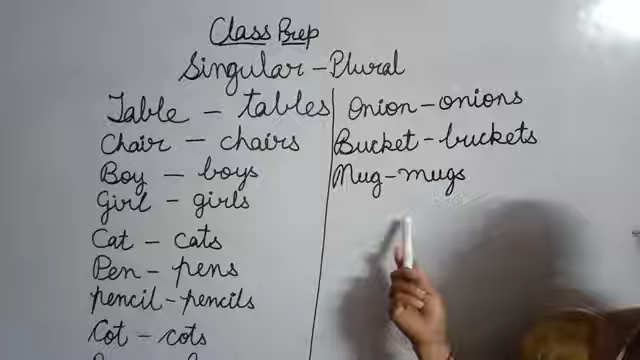 Class Prep
Singular - Plural
Table - tables
Chair - chairs
Boy - boys
Girl - girls
Cat - cats
Pen - pens
pencil - pencils
Cot - cots
Onion - onions
Bucket - buckets
Mug - mugs